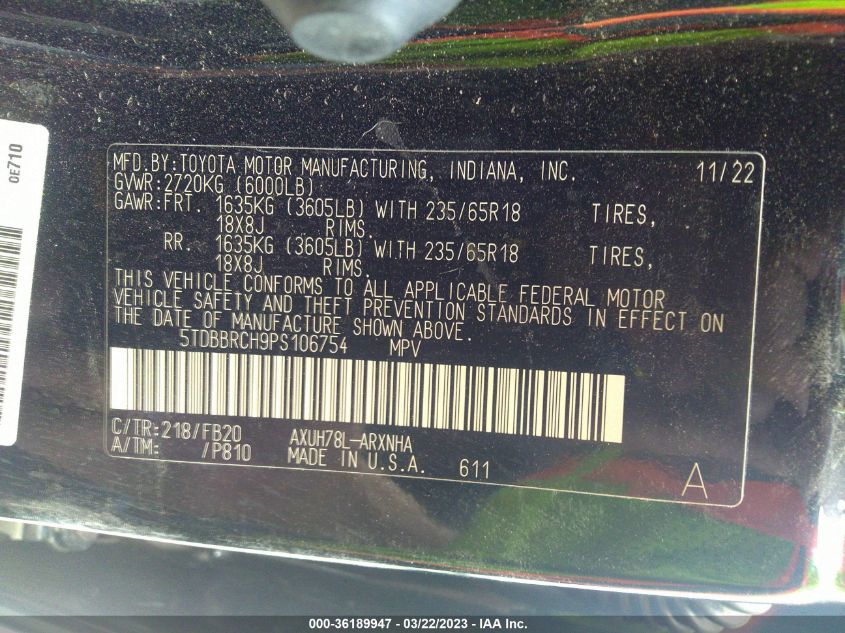 0E710
MFD.BY:TOYOTA MOTOR MANUFACTURING, INDIANA, INC. 11/22
GVWR:2720KG (6000LB)
GAWR:FRT. 1635KG (3605LB) WITH 235/65R18 TIRES,
18X8J RIMS.
RR. 1635KG (3605LB) WITH 235/65R18 TIRES,
18X8J RIMS.
THIS VEHICLE CONFORMS TO ALL APPLICABLE FEDERAL MOTOR
VEHICLE SAFETY AND THEFT PREVENTION STANDARDS IN EFFECT ON
THE DATE OF MANUFACTURE SHOWN ABOVE.
5TDBBRCH9PS106754 MPV
C/TR:218/FB20 AXUH78L-ARXNHA
A/TM: /P810 MADE IN U.S.A. 611
A
000-36189947 - 03/22/2023 - IAA Inc.